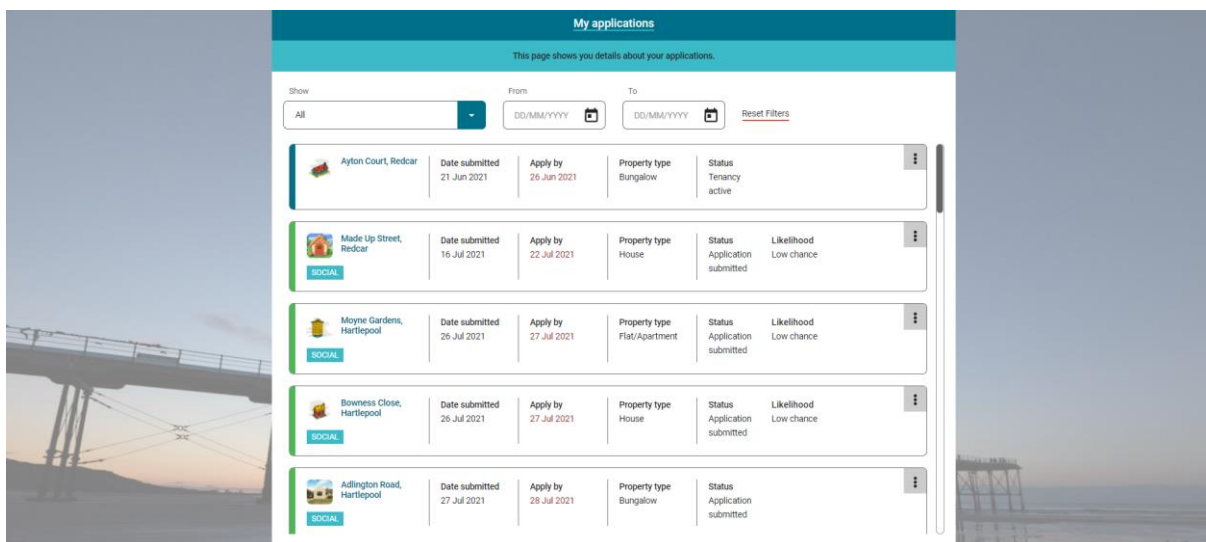 My applications
This page shows you details about your applications.
Show From To
All DD/MM/YYYY DD/MM/YYYY Reset Filters
Ayton Court, Redcar Date submitted Apply by Property type Status
21 Jun 2021 26 Jun 2021 Bungalow Tenancy
active
Made Up Street, Date submitted Apply by Property type Status Likelihood
Redcar 16 Jul 2021 22 Jul 2021 House Application Low chance
submitted
SOCIAL
Moyne Gardens, Date submitted Apply by Property type Status Likelihood
Hartlepool 26 Jul 2021 27 Jul 2021 Flat/Apartment Application Low chance
submitted
SOCIAL
Bowness Close, Date submitted Apply by Property type Status Likelihood
Hartlepool 26 Jul 2021 27 Jul 2021 House Application Low chance
submitted
SOCIAL
Adlington Road, Date submitted Apply by Property type Status
Hartlepool 27 Jul 2021 28 Jul 2021 Bungalow Application
submitted
SOCIAL